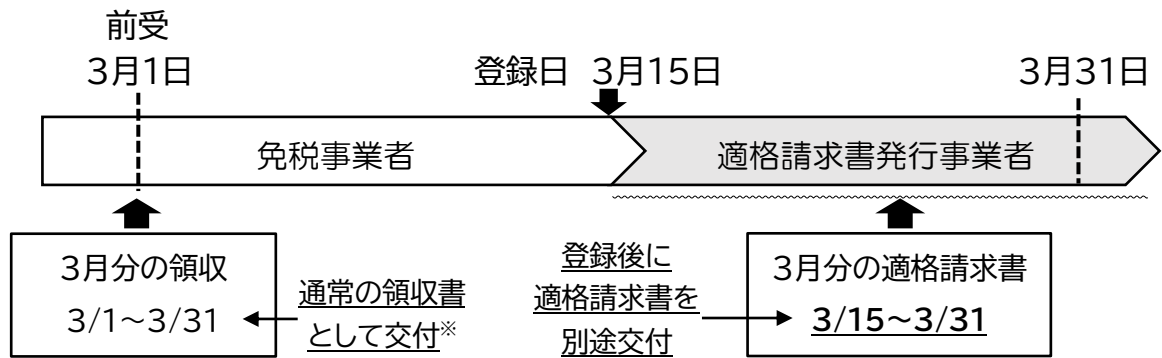 前受
3月1日
登録日 3月15日
3月31日
免税事業者
適格請求書発行事業者
3月分の領収
3/1～3/31
通常の領収書
として交付※
登録後に
適格請求書を
別途交付
3月分の適格請求書
3/15～3/31